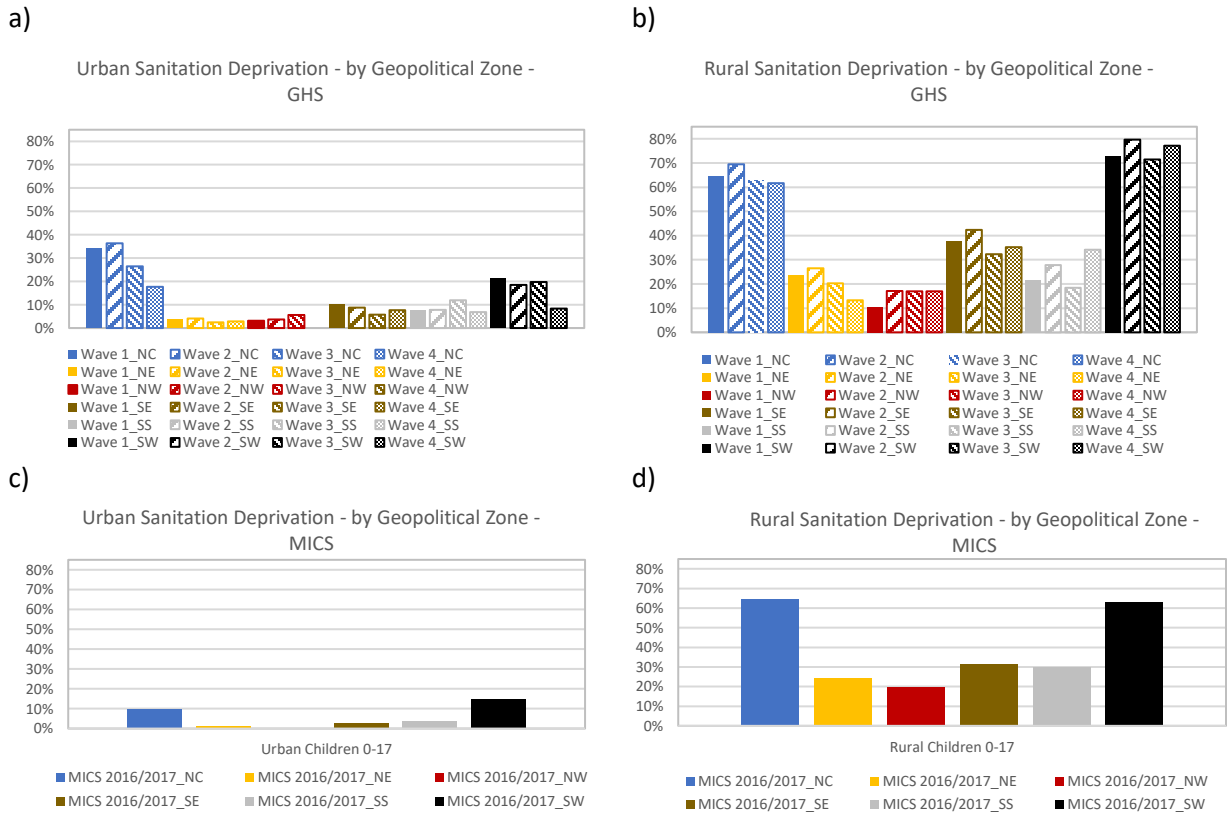 a)
Urban Sanitation Deprivation - by Geopolitical Zone -
GHS
80%
70%
60%
50%
40%
30%
20%
10%
0%
Wave 1_NC Wave 2_NC Wave 3_NC Wave 4_NC
Wave 1_NE Wave 2_NE Wave 3_NE Wave 4_NE
Wave 1_NW Wave 2_NW Wave 3_NW Wave 4_NW
Wave 1_SE Wave 2_SE Wave 3_SE Wave 4_SE
Wave 1_SS Wave 2_SS Wave 3_SS Wave 4_SS
Wave 1_SW Wave 2_SW Wave 3_SW Wave 4_SW
b)
Rural Sanitation Deprivation - by Geopolitical Zone -
GHS
80%
70%
60%
50%
40%
30%
20%
10%
0%
Wave 1_NC Wave 2_NC Wave 3_NC Wave 4_NC
Wave 1_NE Wave 2_NE Wave 3_NE Wave 4_NE
Wave 1_NW Wave 2_NW Wave 3_NW Wave 4_NW
Wave 1_SE Wave 2_SE Wave 3_SE Wave 4_SE
Wave 1_SS Wave 2_SS Wave 3_SS Wave 4_SS
Wave 1_SW Wave 2_SW Wave 3_SW Wave 4_SW
c)
Urban Sanitation Deprivation - by Geopolitical Zone -
MICS
80%
70%
60%
50%
40%
30%
20%
10%
0%
Urban Children 0-17
MICS 2016/2017_NC MICS 2016/2017_NE MICS 2016/2017_NW
MICS 2016/2017_SE MICS 2016/2017_SS MICS 2016/2017_SW
d)
Rural Sanitation Deprivation - by Geopolitical Zone -
MICS
80%
70%
60%
50%
40%
30%
20%
10%
0%
Rural Children 0-17
MICS 2016/2017_NC MICS 2016/2017_NE MICS 2016/2017_NW
MICS 2016/2017_SE MICS 2016/2017_SS MICS 2016/2017_SW